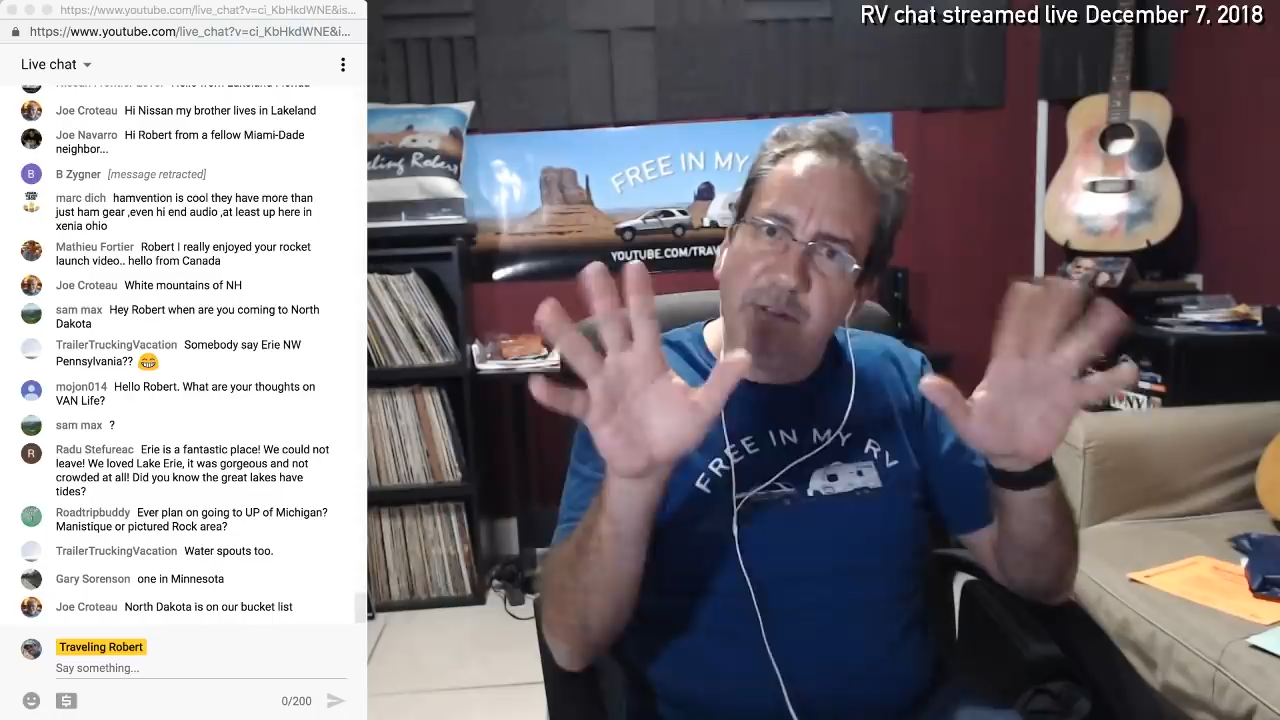 RV chat streamed live December 7, 2018
https://www.youtube.com/live_chat?v=ci_KbHkdWNE&is...
https://www.youtube.com/live_chat?v=ci_KbHkdWNE&i...
Live chat
Joe Croteau Hi Nissan my brother lives in Lakeland
Joe Navarro Hi Robert from a fellow Miami-Dade
neighbor...
B
B Zygner [message retracted]
marc dich hamvention is cool they have more than
just ham gear ,even hi end audio ,at least up here in
xenia ohio
Mathieu Fortier Robert I really enjoyed your rocket
launch video.. hello from Canada
Joe Croteau White mountains of NH
sam max Hey Robert when are you coming to North
Dakota
TrailerTruckingVacation Somebody say Erie NW
Pennsylvania?? 😁
mojon014 Hello Robert. What are your thoughts on
VAN Life?
sam max ?
R
Radu Stefureac Erie is a fantastic place! We could not
leave! We loved Lake Erie, it was gorgeous and not
crowded at all! Did you know the great lakes have
tides?
Roadtripbuddy Ever plan on going to UP of Michigan?
Manistique or pictured Rock area?
TrailerTruckingVacation Water spouts too.
Gary Sorenson one in Minnesota
Joe Croteau North Dakota is on our bucket list
Traveling Robert
Say something...
0/200
FREE IN MY
YOUTUBE.COM/TRAV
FREE IN MY RV